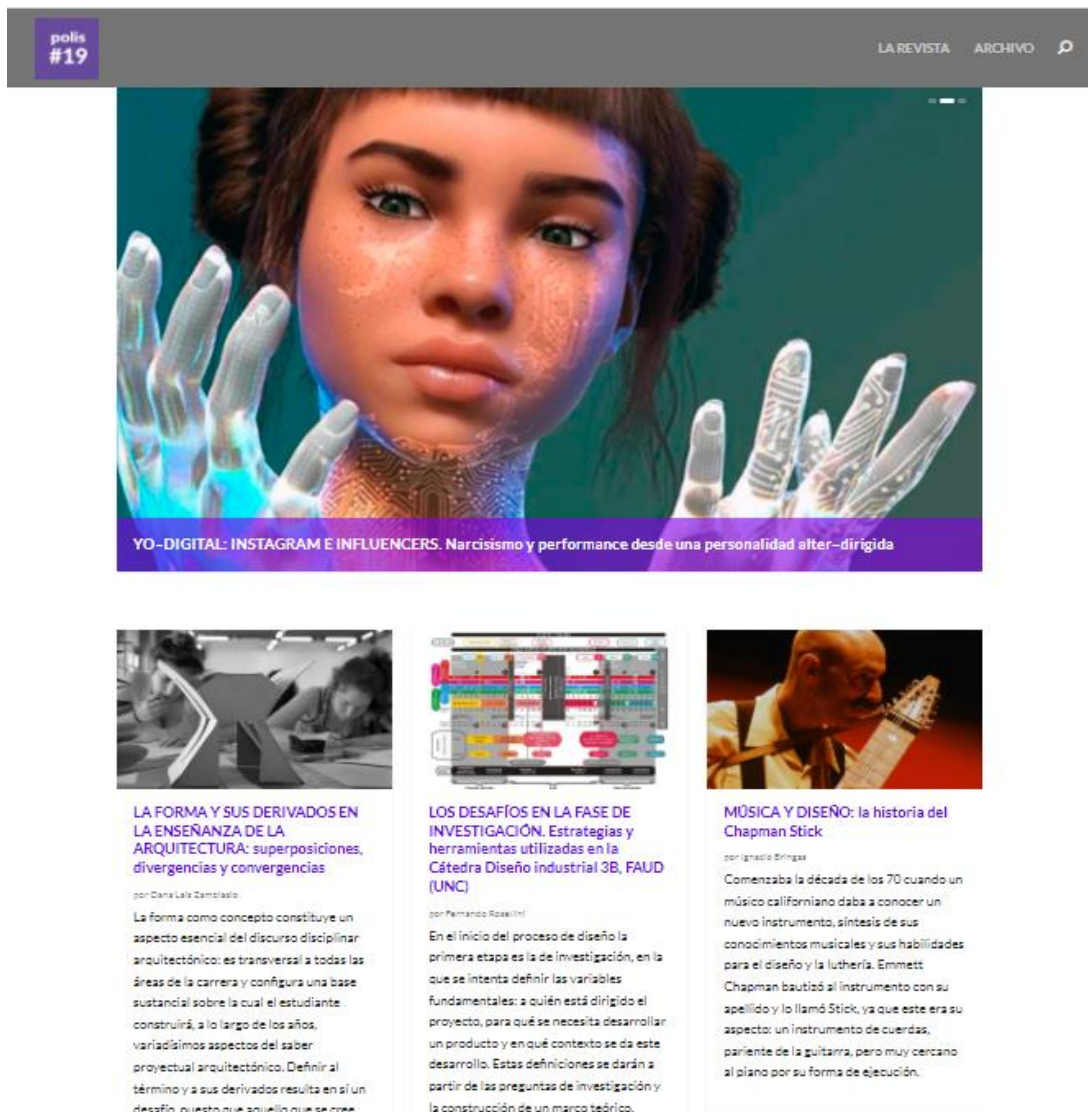 polis
#19
LA REVISTA ARCHIVO
YO-DIGITAL: INSTAGRAM E INFLUENCERS. Narcisismo y performance desde una personalidad alter-dirigida
LA FORMA Y SUS DERIVADOS EN
LA ENSEÑANZA DE LA
ARQUITECTURA: superposiciones,
divergencias y convergencias
por Dana Lais Zambiasio
La forma como concepto constituye un
aspecto esencial del discurso disciplinar
arquitectónico: es transversal a todas las
áreas de la carrera y configura una base
sustancial sobre la cual el estudiante
construirá, a lo largo de los años,
variadísimos aspectos del saber
proyectual arquitectónico. Definir al
término y a sus derivados resulta en sí un
desafío, puesto que aquello que se cree
LOS DESAFÍOS EN LA FASE DE
INVESTIGACIÓN. Estrategias y
herramientas utilizadas en la
Cátedra Diseño industrial 3B, FAUD
(UNC)
por Fernando Rosellini
En el inicio del proceso de diseño la
primera etapa es la de investigación, en la
que se intenta definir las variables
fundamentales: a quién está dirigido el
proyecto, para qué se necesita desarrollar
un producto y en qué contexto se da este
desarrollo. Estas definiciones se darán a
partir de las preguntas de investigación y
la construcción de un marco teórico.
MÚSICA Y DISEÑO: la historia del
Chapman Stick
por Ignacio Bringas
Comenzaba la década de los 70 cuando un
músico californiano daba a conocer un
nuevo instrumento, síntesis de sus
conocimientos musicales y sus habilidades
para el diseño y la luthería. Emmett
Chapman bautizó al instrumento con su
apellido y lo llamó Stick, ya que este era su
aspecto: un instrumento de cuerdas,
pariente de la guitarra, pero muy cercano
al piano por su forma de ejecución.